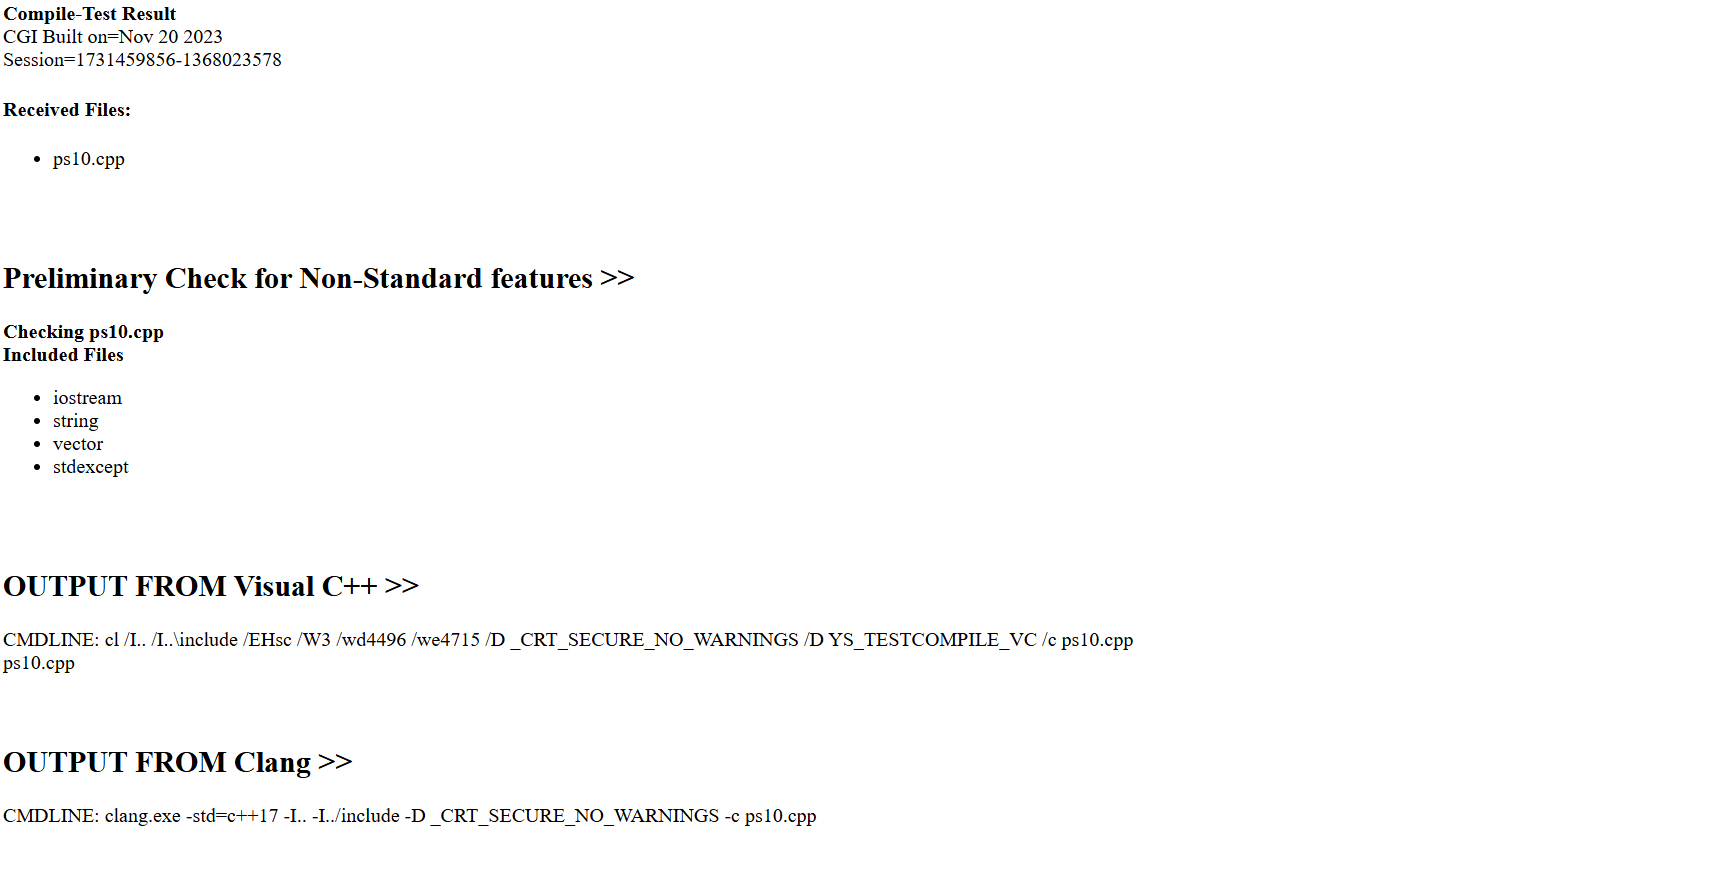 Compile-Test Result
CGI Built on=Nov 20 2023
Session=1731459856-1368023578
Received Files:
• ps10.cpp
Preliminary Check for Non-Standard features >>
Checking ps10.cpp
Included Files
• iostream
• string
• vector
• stdexcept
OUTPUT FROM Visual C++ >>
CMDLINE: cl /I.. /I..\include /EHsc /W3 /wd4496 /we4715 /D _CRT_SECURE_NO_WARNINGS /D YS_TESTCOMPILE_VC /c ps10.cpp
ps10.cpp
OUTPUT FROM Clang >>
CMDLINE: clang.exe -std=c++17 -I.. -I../include -D _CRT_SECURE_NO_WARNINGS -c ps10.cpp